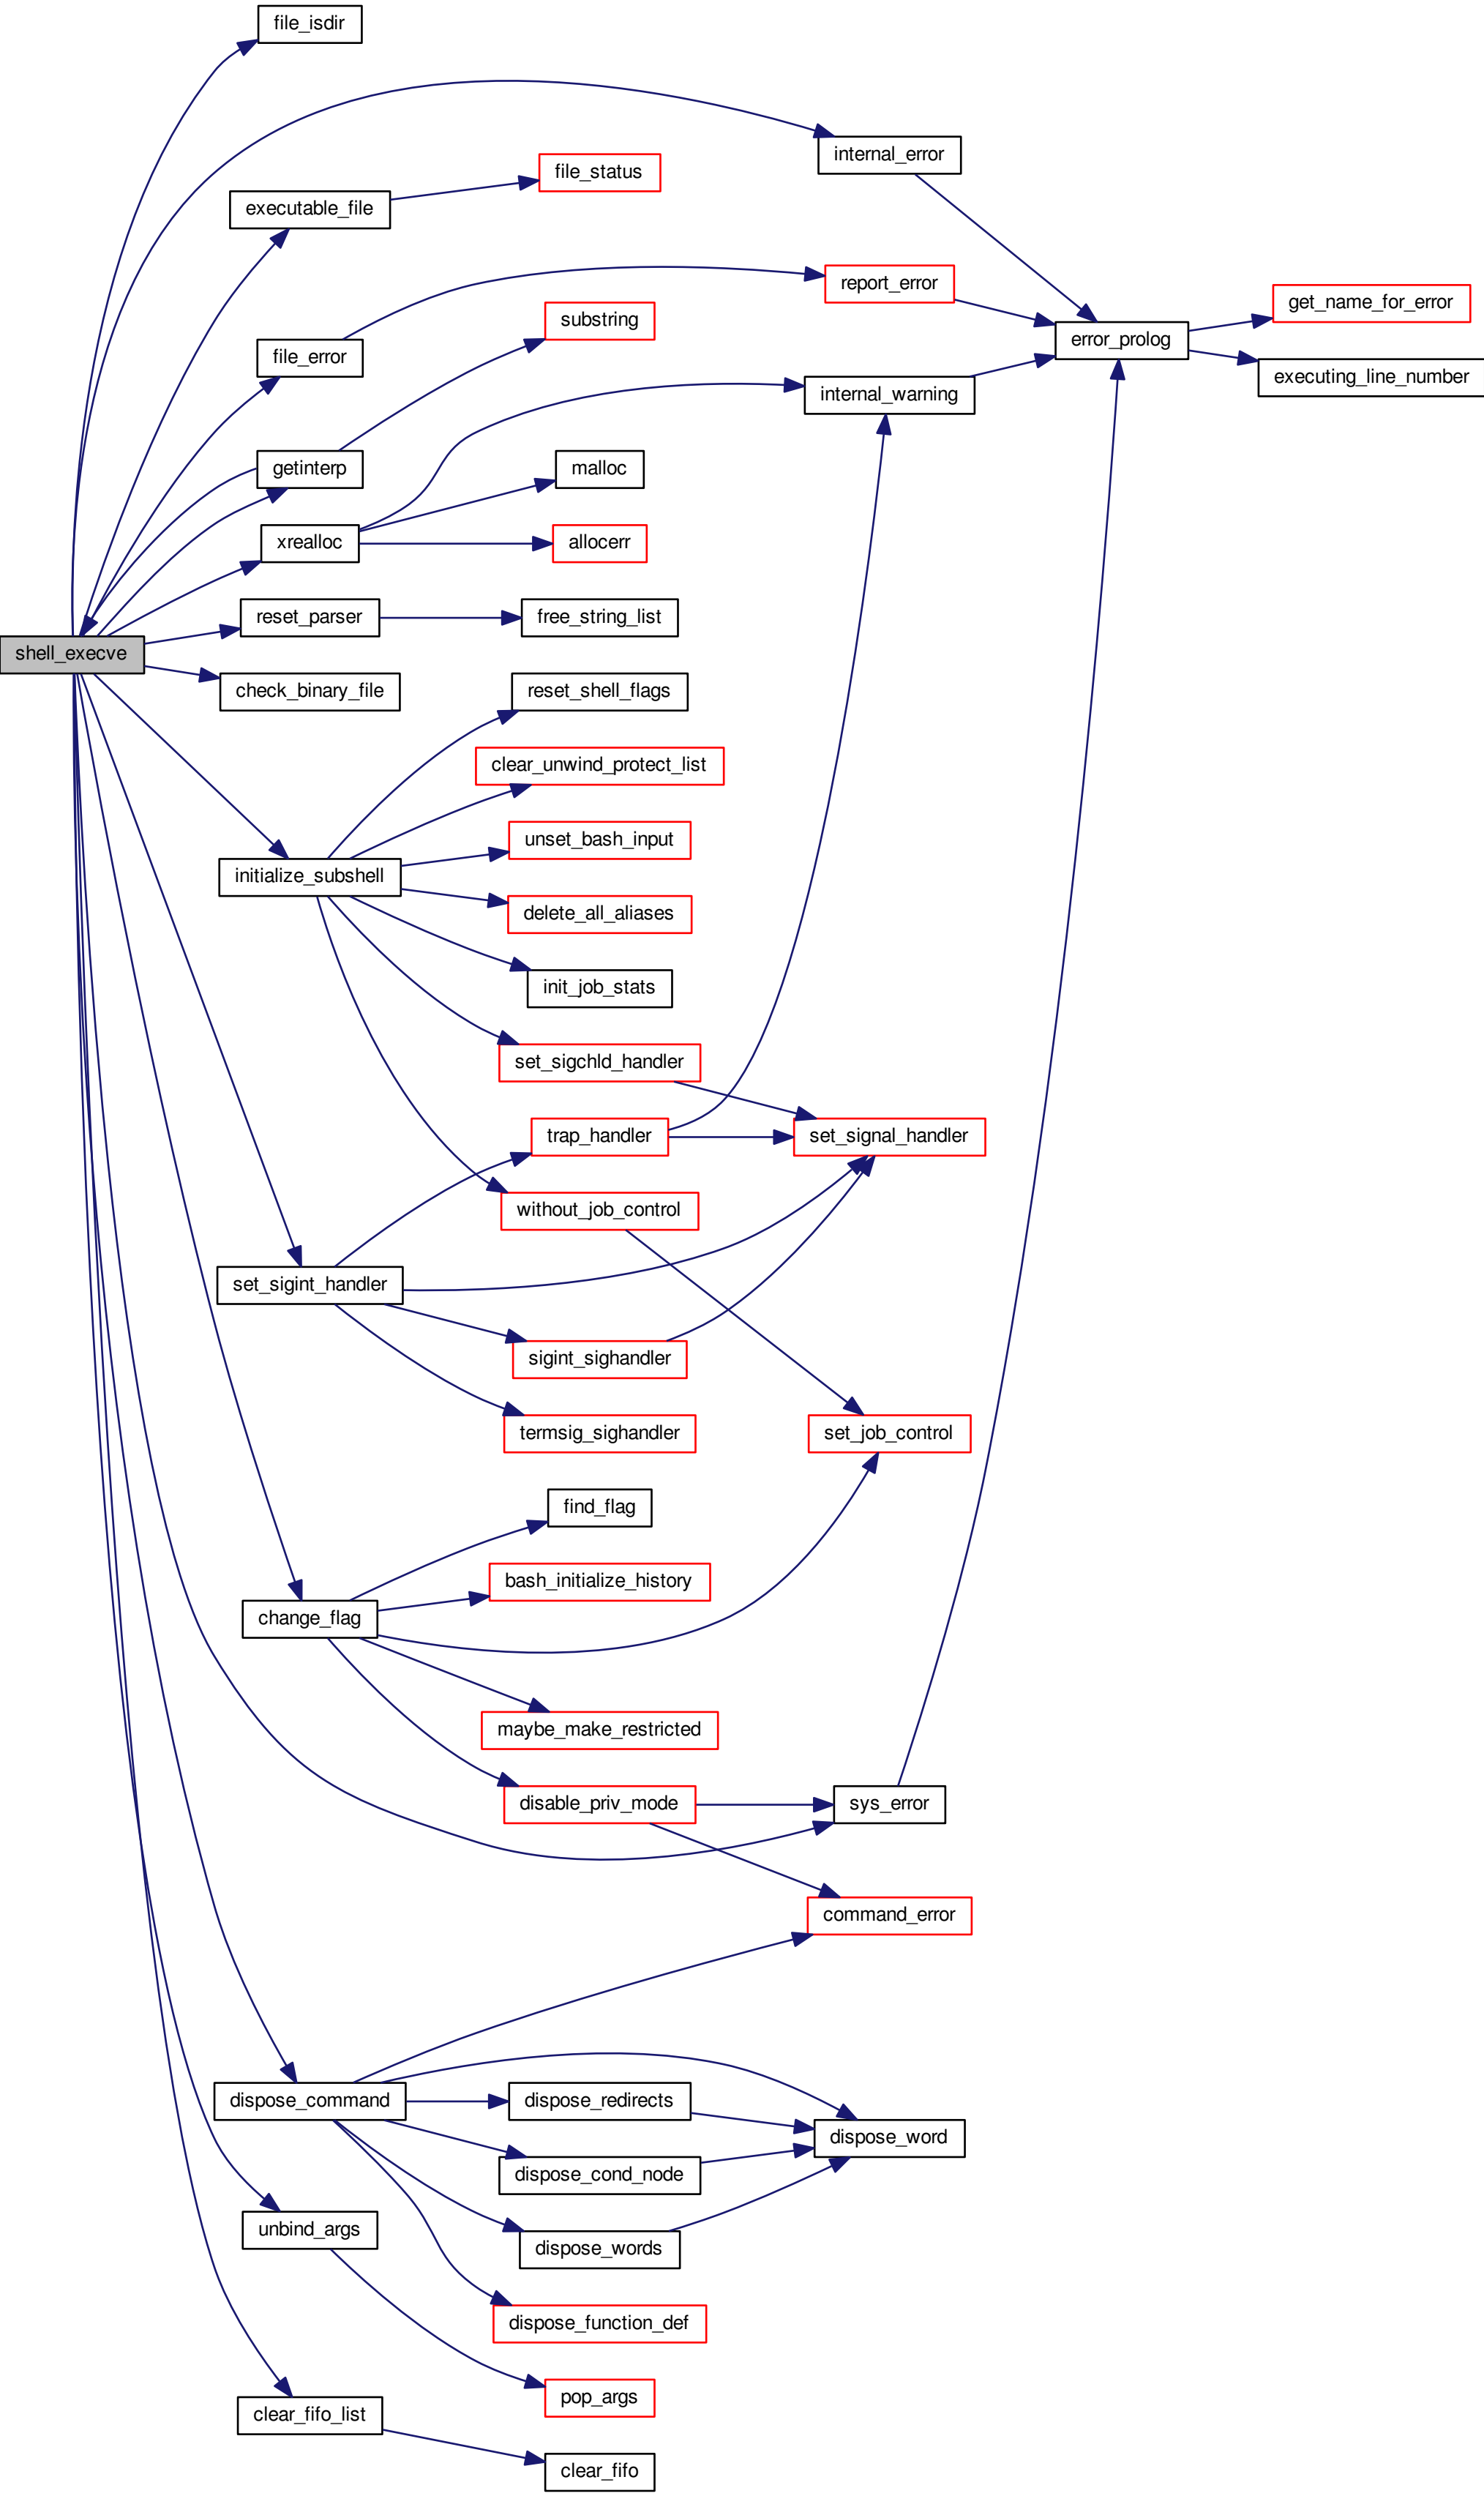 file_isdir
internal_error
file_status
executable_file
report_error
get_name_for_error
substring
error_prolog
file_error
executing_line_number
internal_warning
getinterp
malloc
xrealloc
allocerr
reset_parser
free_string_list
shell_execve
check_binary_file
reset_shell_flags
clear_unwind_protect_list
unset_bash_input
initialize_subshell
delete_all_aliases
init_job_stats
set_sigchld_handler
trap_handler
set_signal_handler
without_job_control
set_sigint_handler
sigint_sighandler
termsig_sighandler
set_job_control
find_flag
bash_initialize_history
change_flag
maybe_make_restricted
disable_priv_mode
sys_error
command_error
dispose_command
dispose_redirects
dispose_word
dispose_cond_node
unbind_args
dispose_words
dispose_function_def
pop_args
clear_fifo_list
clear_fifo